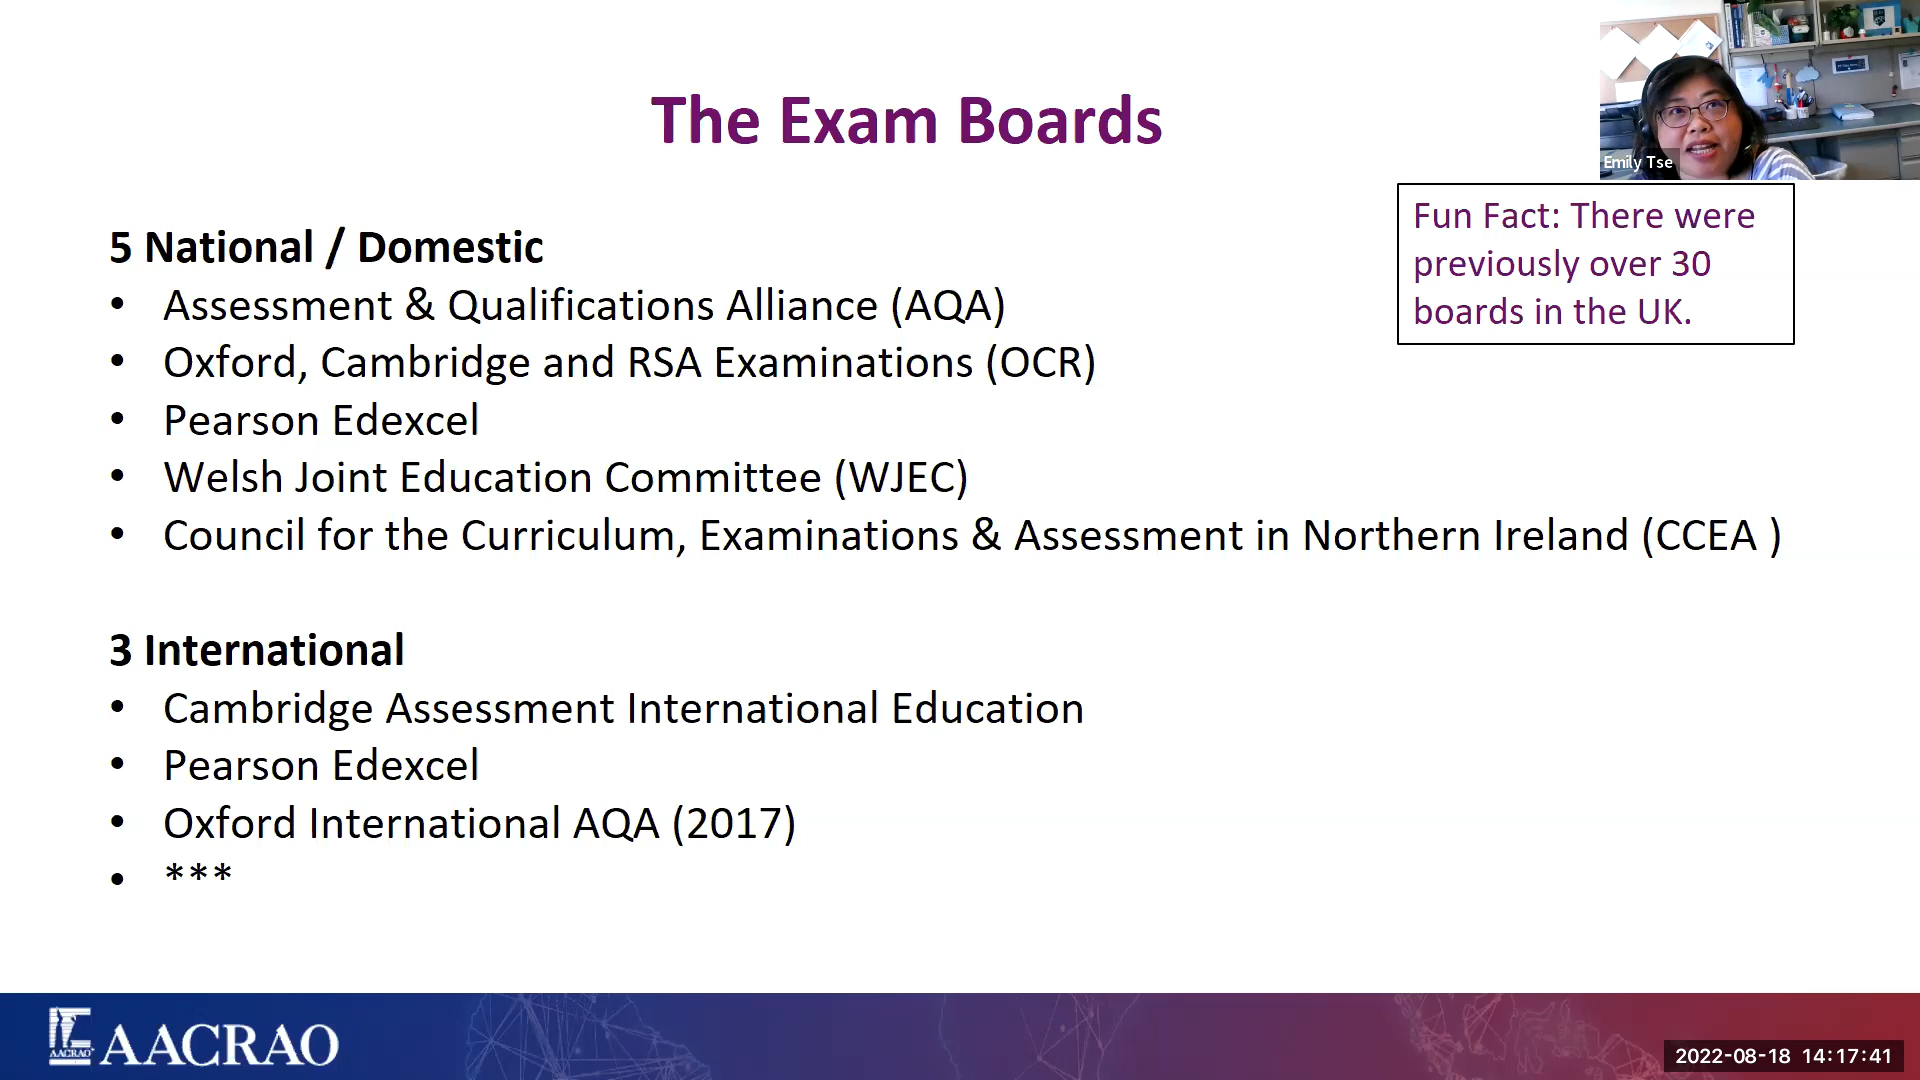 The Exam Boards
Emily Tse
Fun Fact: There were
previously over 30
boards in the UK.
5 National / Domestic
• Assessment & Qualifications Alliance (AQA)
• Oxford, Cambridge and RSA Examinations (OCR)
• Pearson Edexcel
• Welsh Joint Education Committee (WJEC)
• Council for the Curriculum, Examinations & Assessment in Northern Ireland (CCEA )
3 International
• Cambridge Assessment International Education
• Pearson Edexcel
• Oxford International AQA (2017)
• ***
AACRAO
AACRAO
2022-08-18 14:17:41